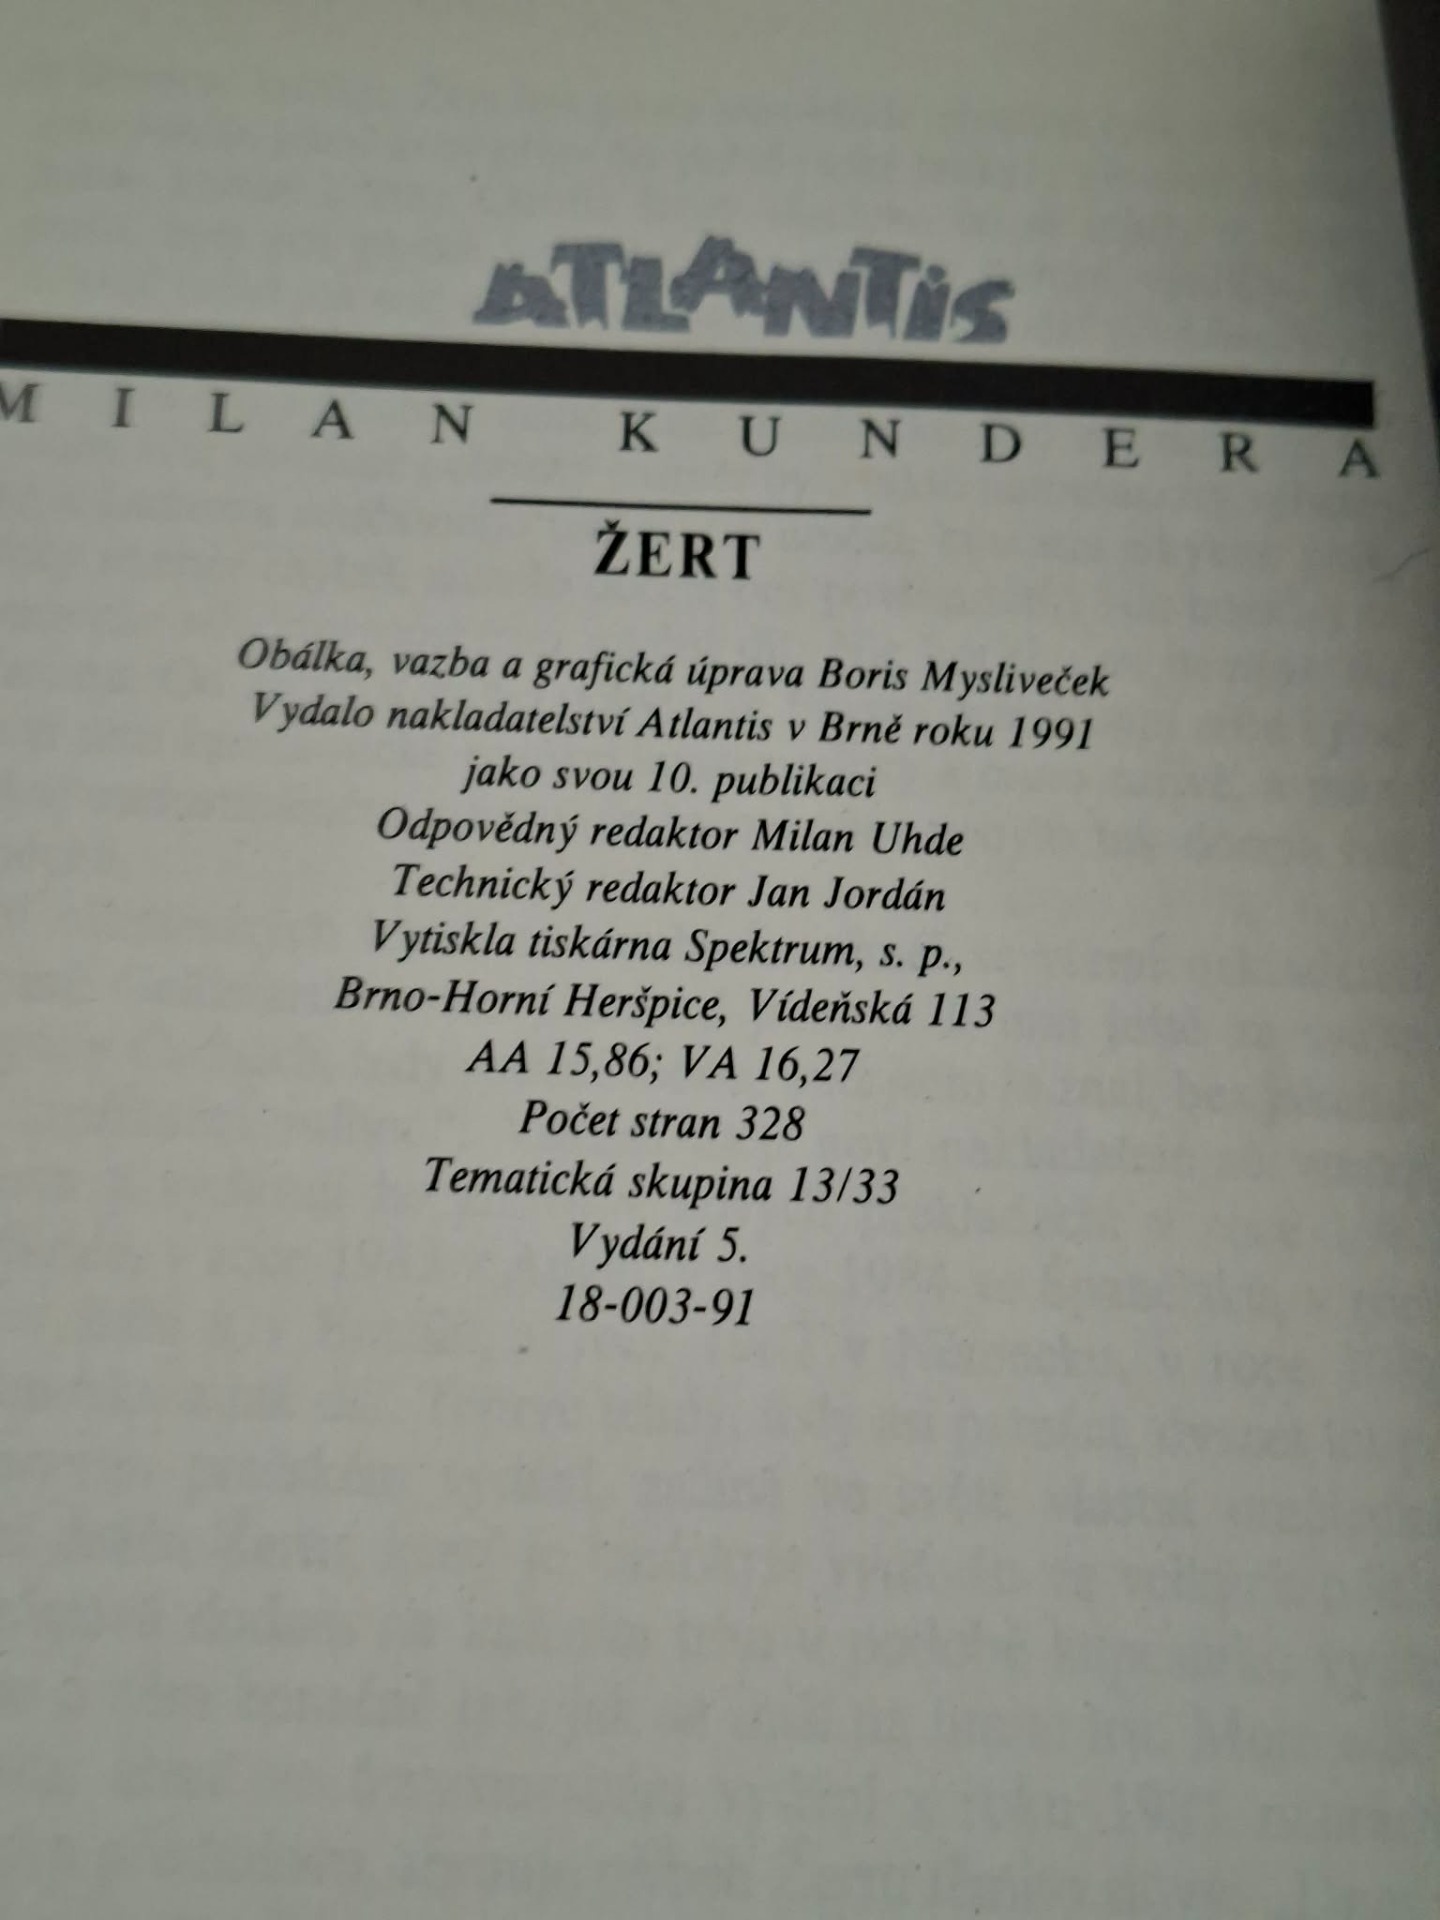 ATLANTiS
MILAN KUNDERA
ŽERT
Obálka, vazba a grafická úprava Boris Mysliveček
Vydalo nakladatelství Atlantis v Brně roku 1991
jako svou 10. publikaci
Odpovědný redaktor Milan Uhde
Technický redaktor Jan Jordán
Vytiskla tiskárna Spektrum, s. p.,
Brno-Horní Heršpice, Vídeňská 113
AA 15,86; VA 16,27
Počet stran 328
Tematická skupina 13/33
Vydání 5.
18-003-91